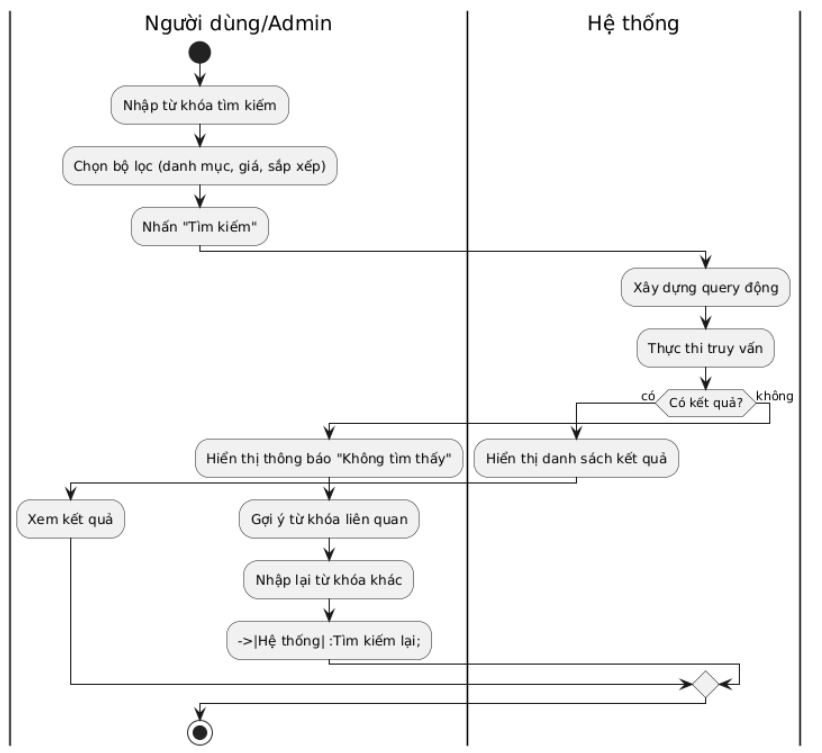 Người dùng/Admin
Hệ thống
Nhập từ khóa tìm kiếm
Chọn bộ lọc (danh mục, giá, sắp xếp)
Nhấn "Tìm kiếm"
Xây dựng query động
Thực thi truy vấn
có
Có kết quả?
không
Hiển thị thông báo "Không tìm thấy"
Hiển thị danh sách kết quả
Xem kết quả
Gợi ý từ khóa liên quan
Nhập lại từ khóa khác
->|Hệ thống| :Tìm kiếm lại;